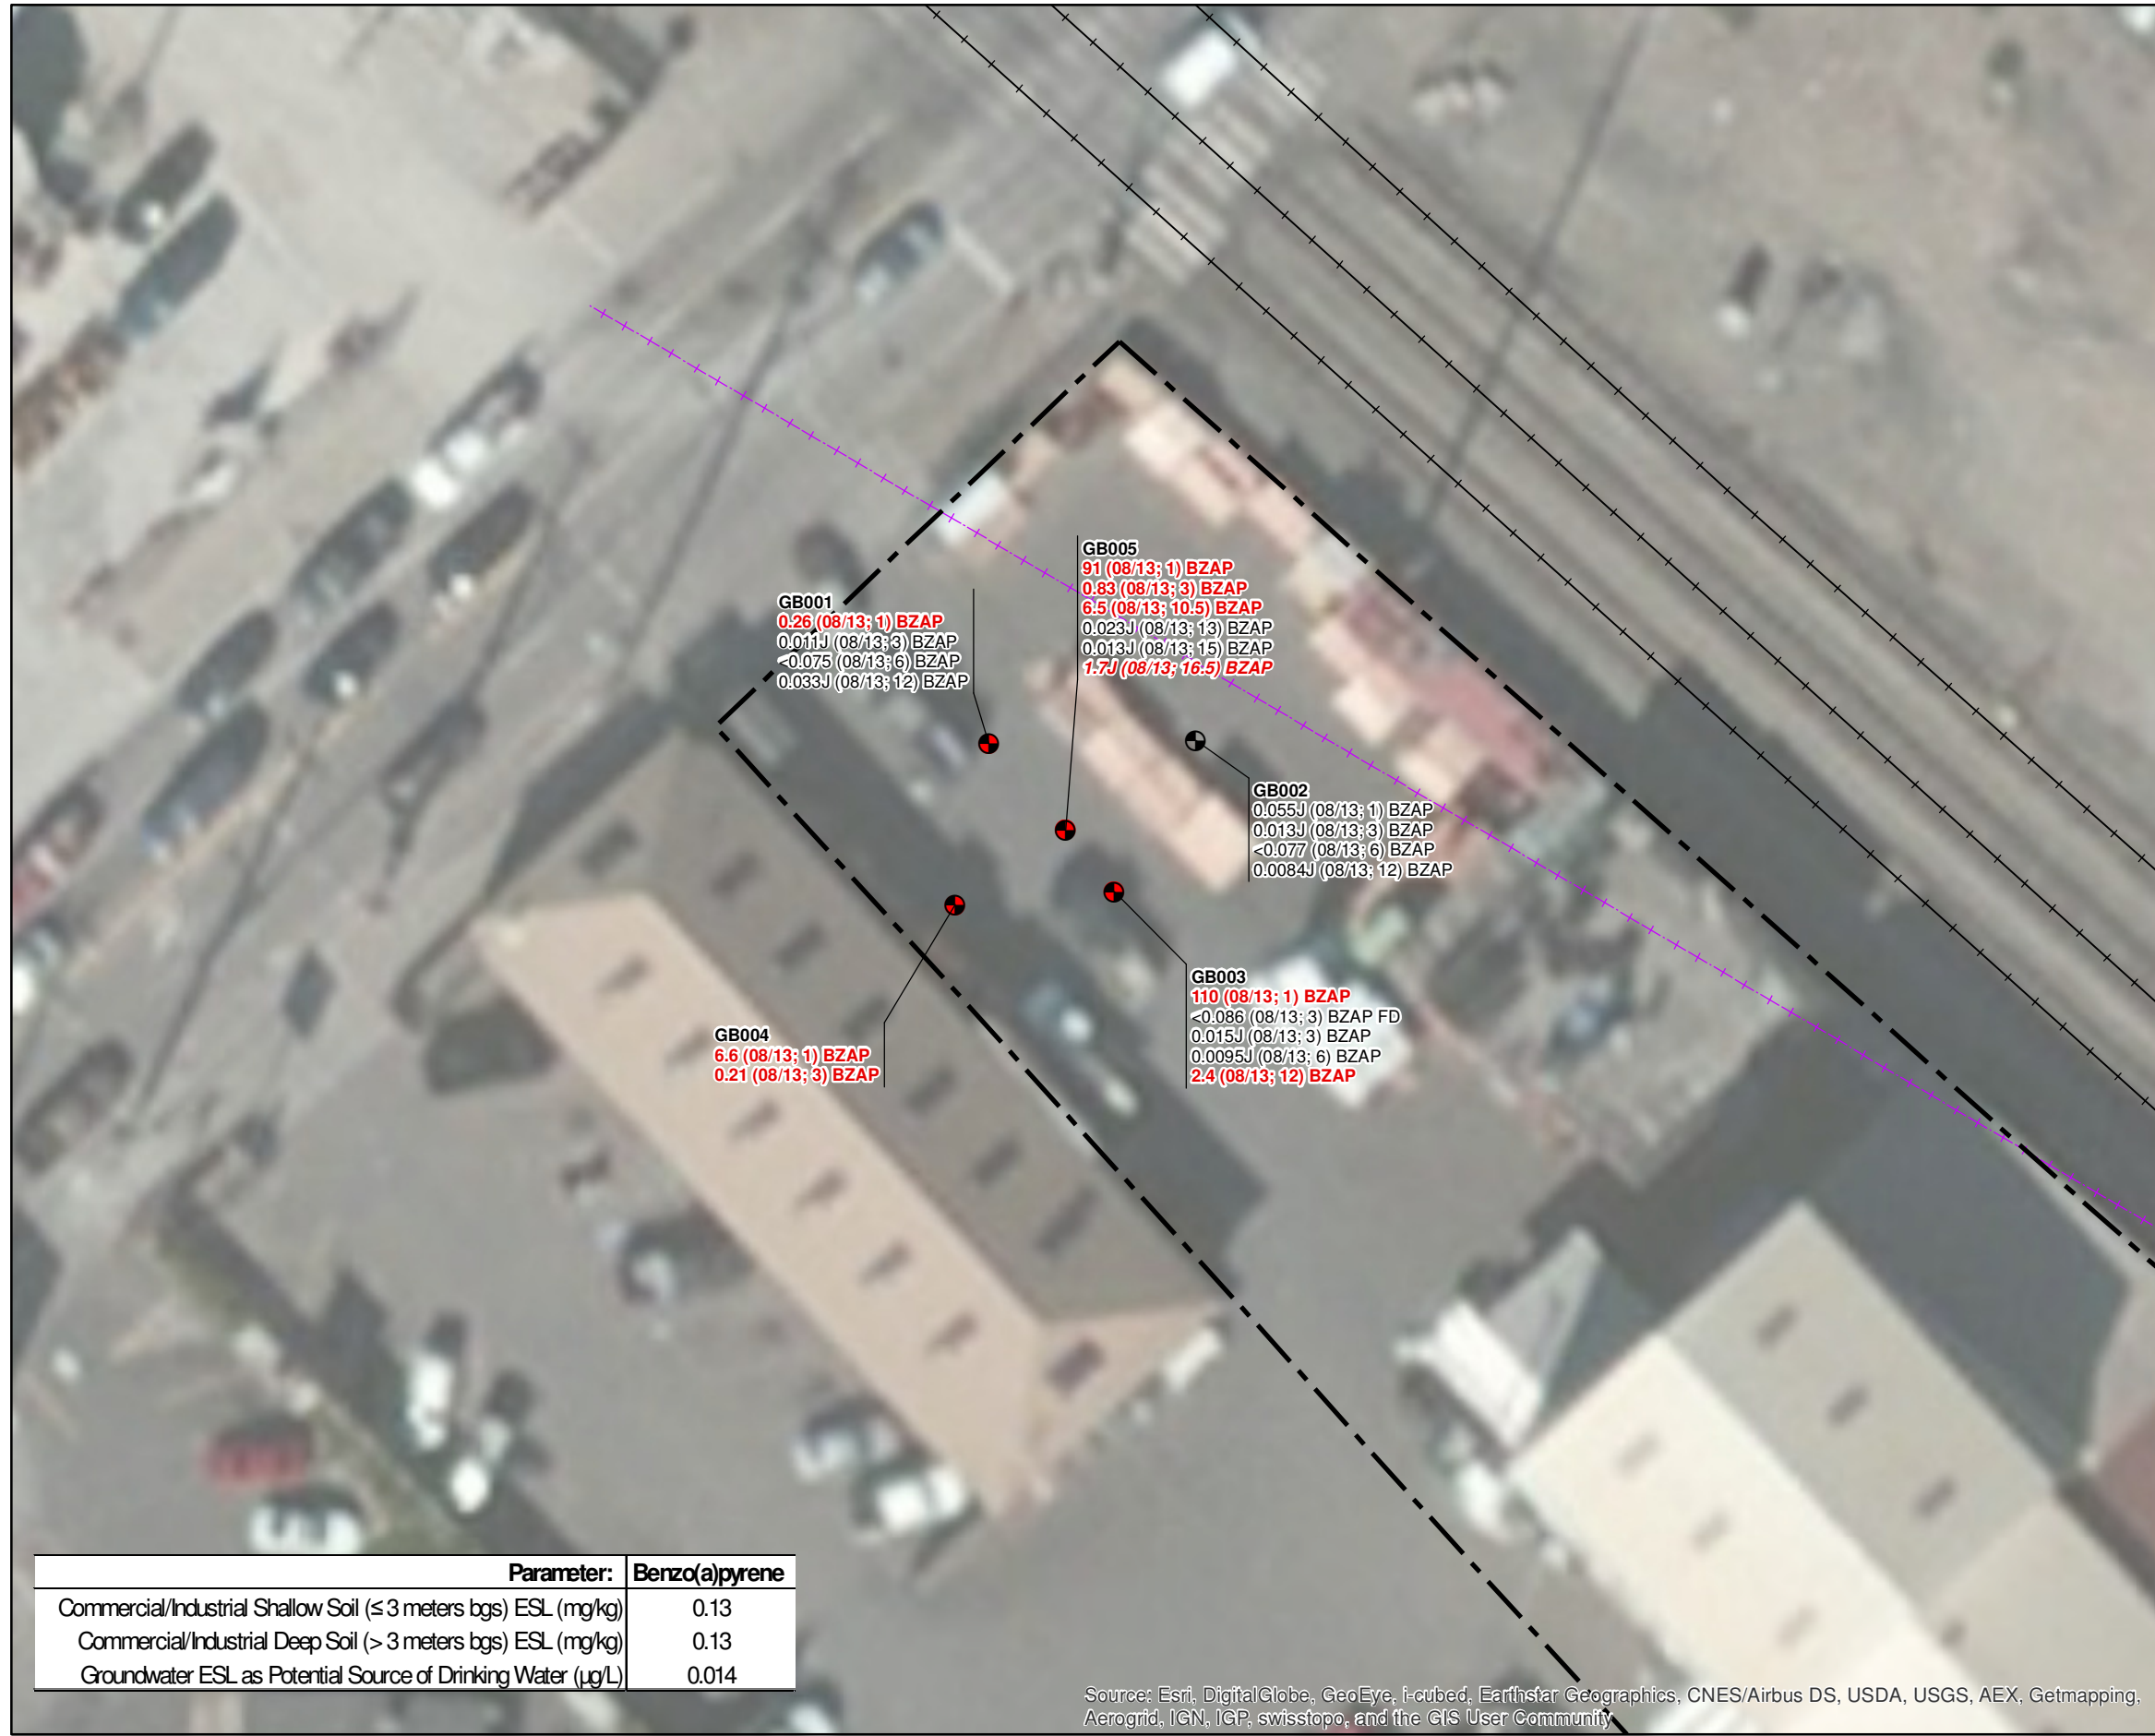 GB005
91 (08/13; 1) BZAP
0.83 (08/13; 3) BZAP
6.5 (08/13; 10.5) BZAP
0.023J (08/13; 13) BZAP
0.013J (08/13; 15) BZAP
1.7J (08/13; 16.5) BZAP
GB001
0.26 (08/13; 1) BZAP
0.011J (08/13; 3) BZAP
<0.075 (08/13; 6) BZAP
0.033J (08/13; 12) BZAP
GB002
0.055J (08/13; 1) BZAP
0.013J (08/13; 3) BZAP
<0.077 (08/13; 6) BZAP
0.0084J (08/13; 12) BZAP
GB003
110 (08/13; 1) BZAP
<0.086 (08/13; 3) BZAP FD
0.015J (08/13; 3) BZAP
0.0095J (08/13; 6) BZAP
2.4 (08/13; 12) BZAP
GB004
6.6 (08/13; 1) BZAP
0.21 (08/13; 3) BZAP
Parameter: Benzo(a)pyrene
Commercial/Industrial Shallow Soil (≤ 3 meters bgs) ESL (mg/kg) 0.13
Commercial/Industrial Deep Soil (> 3 meters bgs) ESL (mg/kg) 0.13
Groundwater ESL as Potential Source of Drinking Water (µg/L) 0.014
Source: Esri, DigitalGlobe, GeoEye, i-cubed, Earthstar Geographics, CNES/Airbus DS, USDA, USGS, AEX, Getmapping,
Aerogrid, IGN, IGP, swisstopo, and the GIS User Community